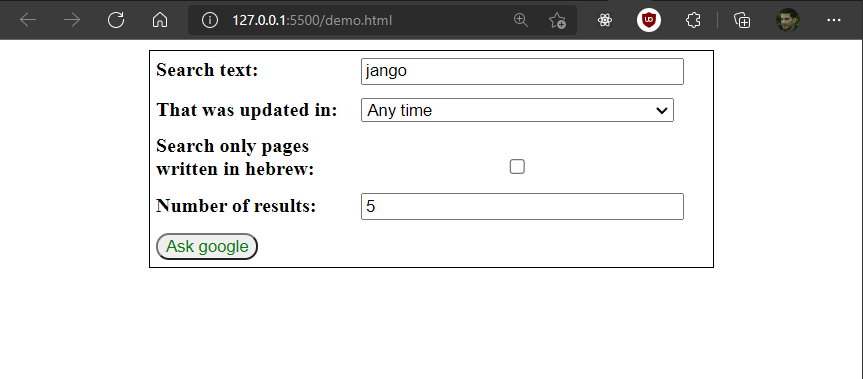 127.0.0.1:5500/demo.html
Search text:
jango
That was updated in:
Any time
Search only pages
written in hebrew:
Number of results:
5
Ask google